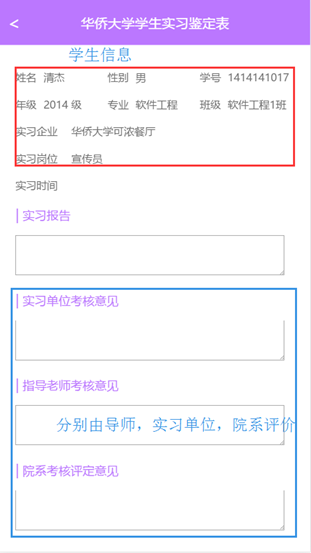 < 华侨大学学生实习鉴定表
学生信息
姓名 清杰 性别 男 学号 1414141017
年级 2014 级 专业 软件工程 班级 软件工程1班
实习企业 华侨大学可浓餐厅
实习岗位 宣传员
实习时间
实习报告
实习单位考核意见
指导老师考核意见
分别由导师，实习单位，院系评价
院系考核评定意见